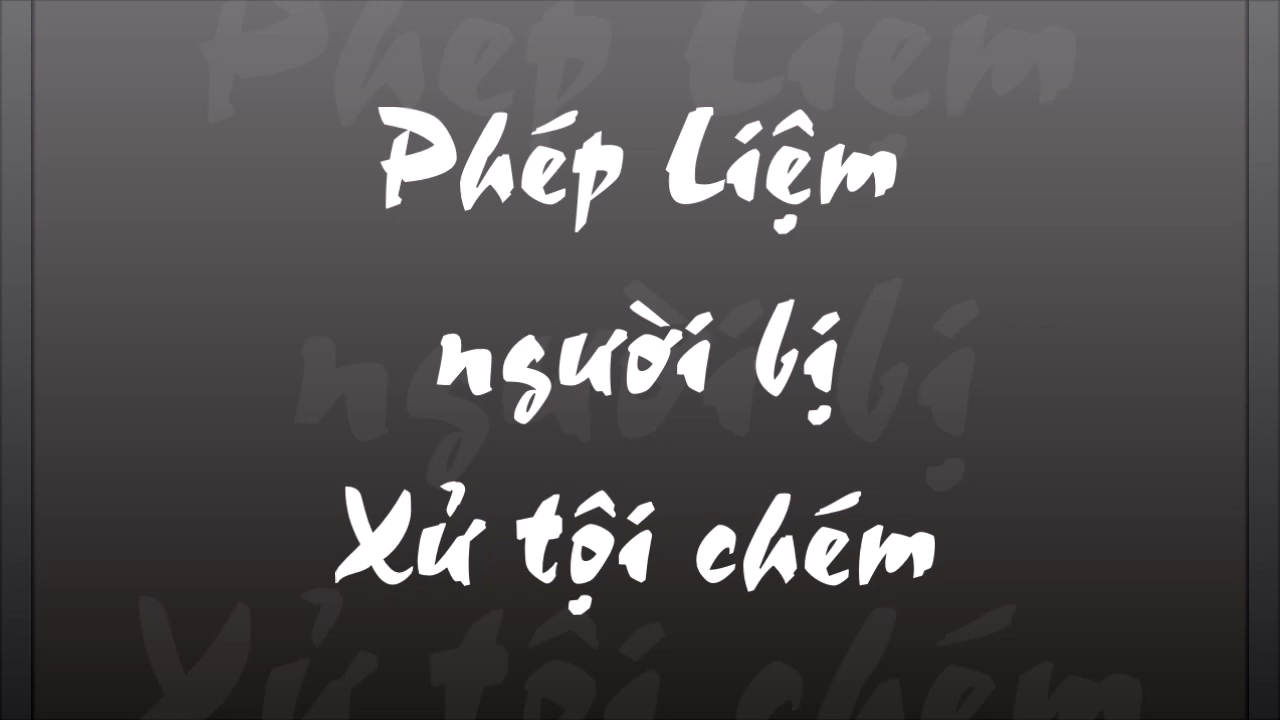 Phép Liệm
người bị
Xử tội chém